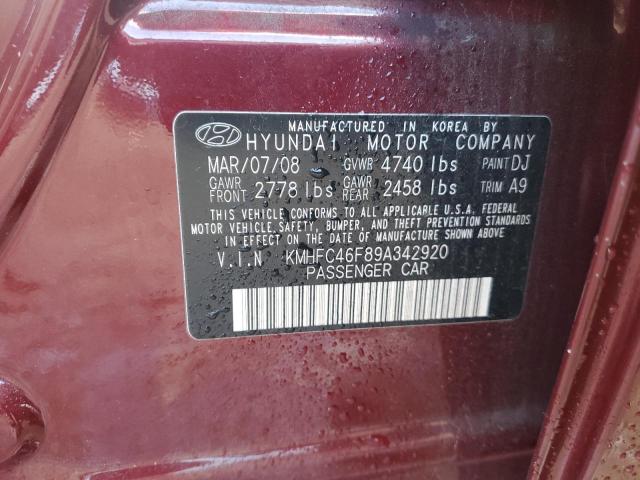 MANUFACTURED IN KOREA BY
HYUNDAI MOTOR COMPANY
MAR/07/08 GVWR 4740 lbs PAINT DJ
GAWR FRONT 2778 lbs GAWR REAR 2458 lbs TRIM A9
THIS VEHICLE CONFORMS TO ALL APPLICABLE U.S.A. FEDERAL
MOTOR VEHICLE SAFETY, BUMPER, AND THEFT PREVENTION STANDARDS
IN EFFECT ON THE DATE OF MANUFACTURE SHOWN ABOVE
V.I.N. KMHFC46F89A342920
PASSENGER CAR